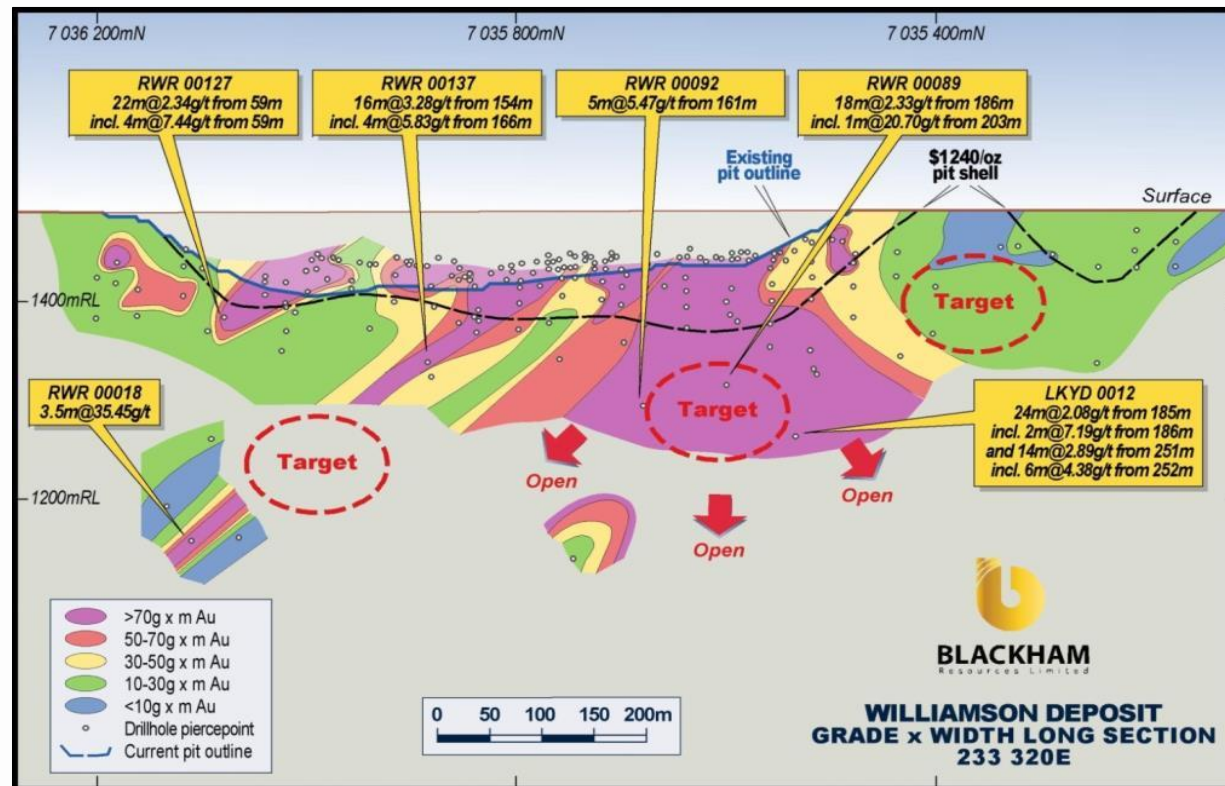 7 036 200mN
7 035 800mN
7 035 400mN
RWR 00127
22m@2.34g/t from 59m
incl. 4m@7.44g/t from 59m
RWR 00137
16m@3.28g/t from 154m
incl. 4m@5.83g/t from 166m
RWR 00092
5m@5.47g/t from 161m
RWR 00089
18m@2.33g/t from 186m
incl. 1m@20.70g/t from 203m
Existing
pit outline
$1240/oz
pit shell
Surface
1400mRL
Target
RWR 00018
3.5m@35.45g/t
Target
Target
LKYD 0012
24m@2.08g/t from 185m
incl. 2m@7.19g/t from 186m
and 14m@2.89g/t from 251m
incl. 6m@4.38g/t from 252m
1200mRL
Open
Open
Open
>70g x m Au
50-70g x m Au
30-50g x m Au
10-30g x m Au
<10g x m Au
Drillhole piercepoint
Current pit outline
0 50 100 150 200m
BLACKHAM
Resources Limited
WILLIAMSON DEPOSIT
GRADE x WIDTH LONG SECTION
233 320E